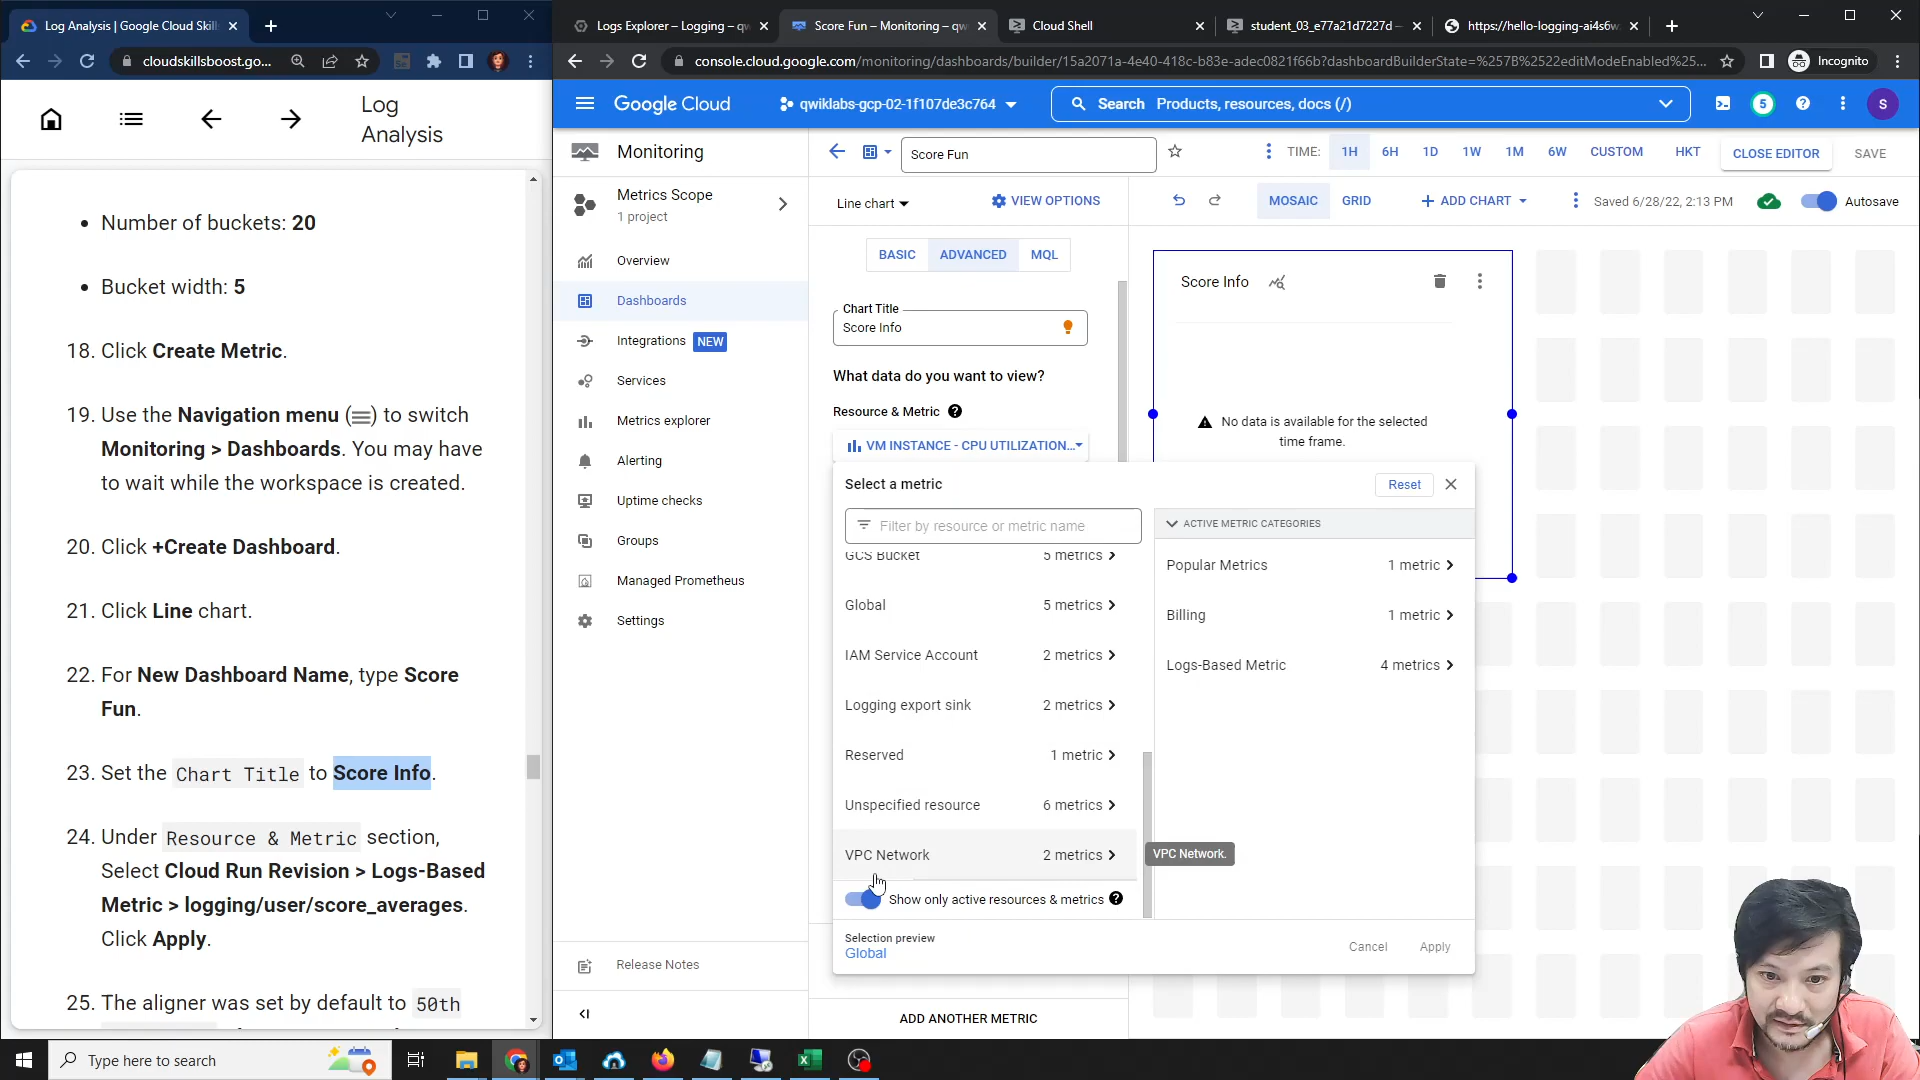 Log Analysis | Google Cloud Skill
Logs Explorer – Logging – qw
Score Fun – Monitoring – qw
Cloud Shell
student_03_e77a21d7227d –
https://hello-logging-ai4s6w
cloudskillsboost.go...
console.cloud.google.com/monitoring/dashboards/builder/15a2071a-4e40-418c-b83e-adec0821f66b?dashboardBuilderState=%257B%2522editModeEnabled%...
Incognito
Log
Analysis
Number of buckets: 20
Bucket width: 5
18. Click Create Metric.
19. Use the Navigation menu (≡) to switch
Monitoring > Dashboards. You may have
to wait while the workspace is created.
20. Click +Create Dashboard.
21. Click Line chart.
22. For New Dashboard Name, type Score
Fun.
23. Set the Chart Title to Score Info.
24. Under Resource & Metric section,
Select Cloud Run Revision > Logs-Based
Metric > logging/user/score_averages.
Click Apply.
25. The aligner was set by default to 50th
Google Cloud
qwiklabs-gcp-02-1f107de3c764
Search Products, resources, docs (/)
5
S
Monitoring
Metrics Scope
1 project
Overview
Dashboards
Integrations NEW
Services
Metrics explorer
Alerting
Uptime checks
Groups
Managed Prometheus
Settings
Release Notes
Score Fun
TIME: 1H 6H 1D 1W 1M 6W CUSTOM HKT CLOSE EDITOR SAVE
Line chart VIEW OPTIONS
MOSAIC GRID + ADD CHART Saved 6/28/22, 2:13 PM Autosave
BASIC ADVANCED MQL
Chart Title
Score Info
What data do you want to view?
Resource & Metric
VM INSTANCE - CPU UTILIZATION...
Score Info
No data is available for the selected
time frame.
Select a metric Reset
Filter by resource or metric name
ACTIVE METRIC CATEGORIES
GCS Bucket 5 metrics
Global 5 metrics
IAM Service Account 2 metrics
Logging export sink 2 metrics
Reserved 1 metric
Unspecified resource 6 metrics
VPC Network 2 metrics
Popular Metrics 1 metric
Billing 1 metric
Logs-Based Metric 4 metrics
VPC Network.
Show only active resources & metrics
Selection preview
Global
Cancel Apply
ADD ANOTHER METRIC
Type here to search